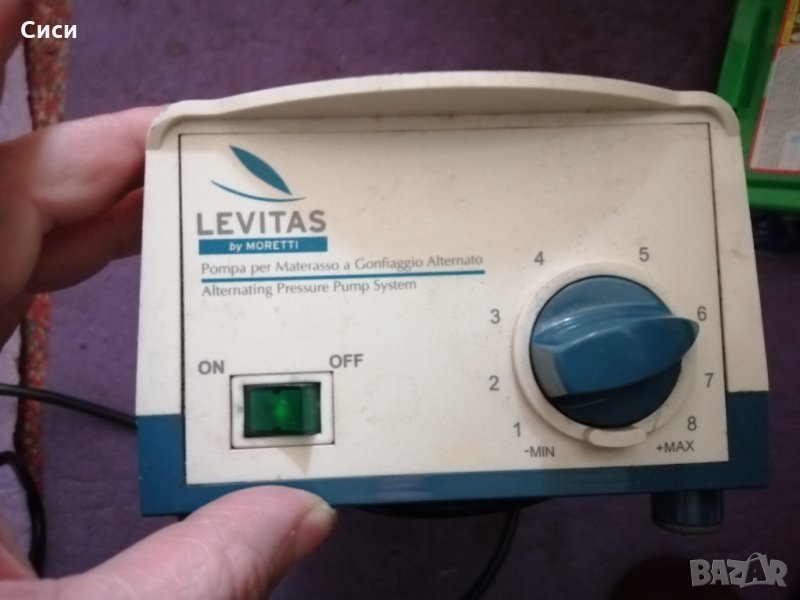 Сиси
LEVITAS
by MORETTI
Pompa per Materasso a Gonfiaggio Alternato
Alternating Pressure Pump System
ON
OFF
1
2
3
4
5
6
7
8
-MIN
+MAX
BAZAR